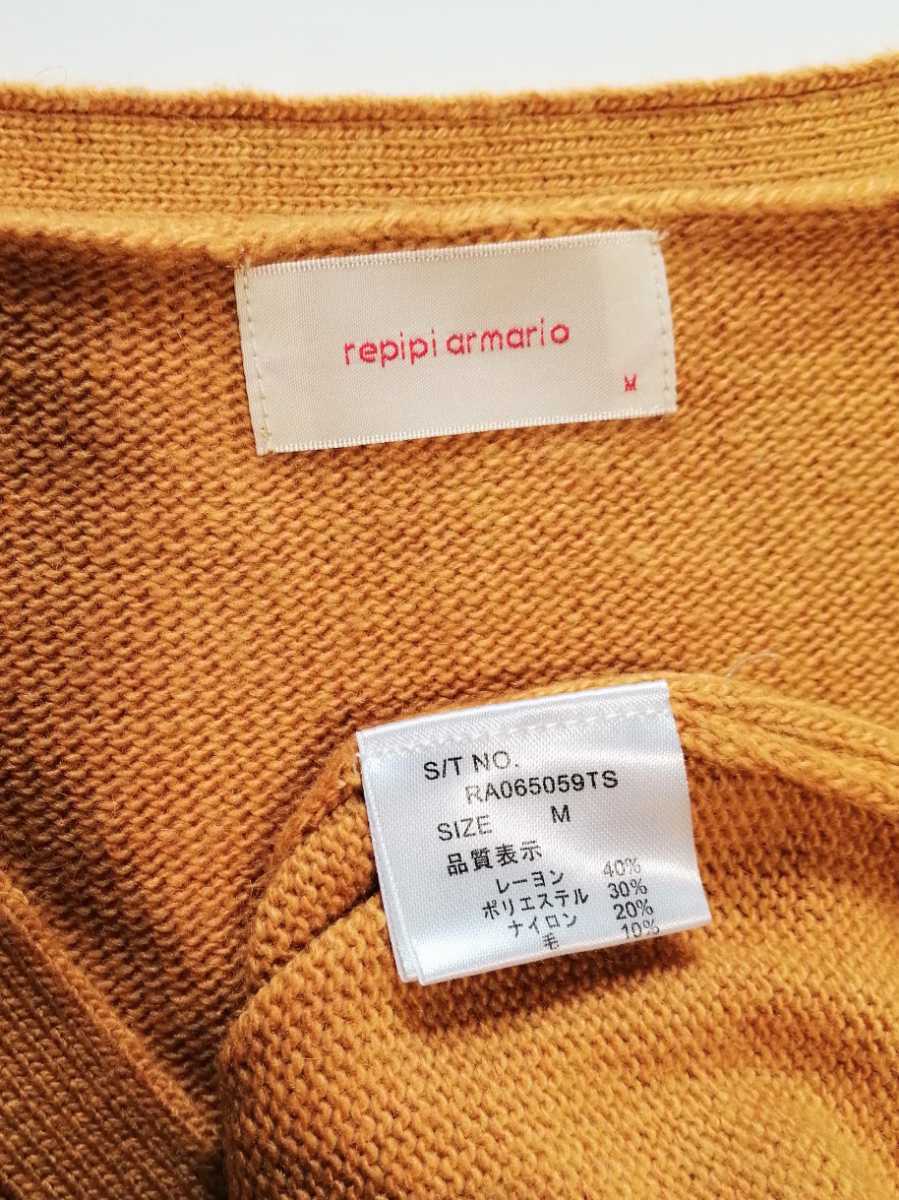 repipi armario
M
S/T NO.
RA065059TS
SIZE M
品質表示
レーヨン 40%
ポリエステル 30%
ナイロン 20%
毛 10%